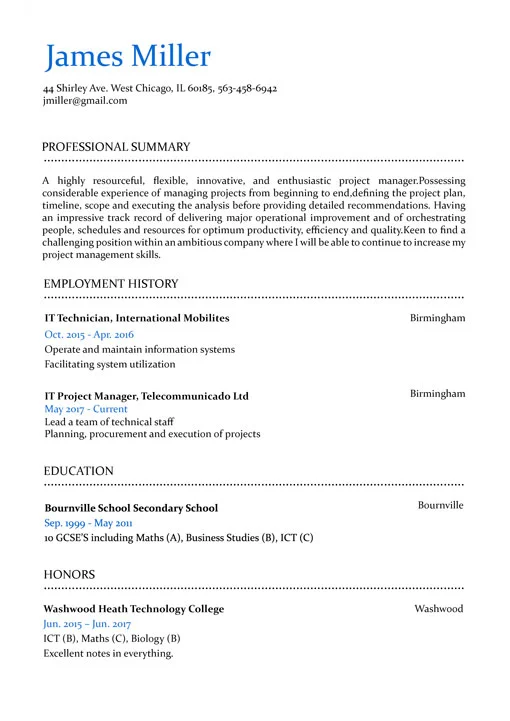 James Miller
44 Shirley Ave. West Chicago, IL 60185, 563-458-6942
jmiller@gmail.com
PROFESSIONAL SUMMARY
A highly resourceful, flexible, innovative, and enthusiastic project manager.Possessing
considerable experience of managing projects from beginning to end,defining the project plan,
timeline, scope and executing the analysis before providing detailed recommendations. Having
an impressive track record of delivering major operational improvement and of orchestrating
people, schedules and resources for optimum productivity, efficiency and quality.Keen to find a
challenging position within an ambitious company where I will be able to continue to increase my
project management skills.
EMPLOYMENT HISTORY
IT Technician, International Mobilites Birmingham
Oct. 2015 - Apr. 2016
Operate and maintain information systems
Facilitating system utilization
IT Project Manager, Telecommunicado Ltd Birmingham
May 2017 - Current
Lead a team of technical staff
Planning, procurement and execution of projects
EDUCATION
Bournville School Secondary School Bournville
Sep. 1999 - May 2011
10 GCSE'S including Maths (A), Business Studies (B), ICT (C)
HONORS
Washwood Heath Technology College Washwood
Jun. 2015 – Jun. 2017
ICT (B), Maths (C), Biology (B)
Excellent notes in everything.